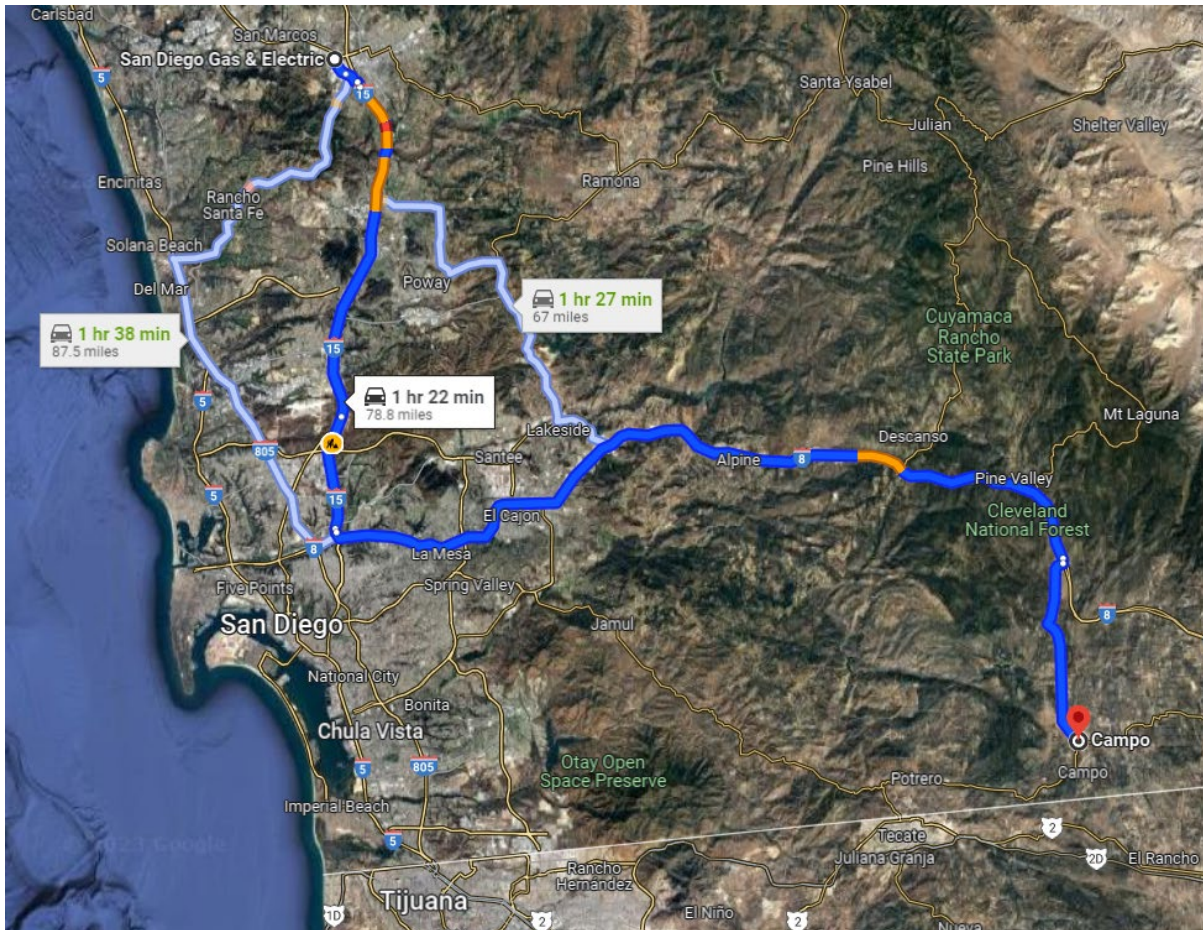 Carlsbad
San Marcos
San Diego Gas & Electric
5
15
Santa Ysabel
Julian
Shelter Valley
Pine Hills
Ramona
Encinitas
Rancho
Santa Fe
Solana Beach
Del Mar
Poway
1 hr 27 min
67 miles
1 hr 38 min
87.5 miles
Cuyamaca
Rancho
State Park
15
1 hr 22 min
78.8 miles
5
Mt Laguna
Lakeside
Descanso
805
Santee
Alpine
8
Pine Valley
5
15
El Cajon
Cleveland
National Forest
8
La Mesa
Five Points
Spring Valley
San Diego
Jamul
8
National City
Bonita
Chula Vista
Campo
5
805
Otay Open
Space Preserve
Potrero
Campo
Imperial Beach
5
Tecate
2
Juliana Granja
2D
El Rancho
Rancho
Hernández
Tijuana
1D
2
El Niño
2
Nueva